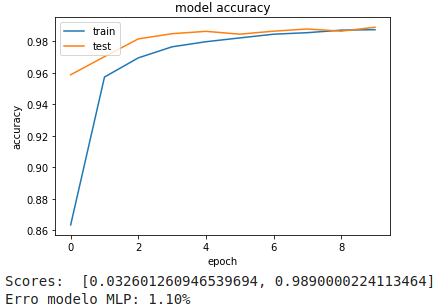 model accuracy
train
test
0.98
0.96
0.94
0.92
0.90
0.88
0.86
accuracy
0 2 4 6 8
epoch
Scores: [0.032601260946539694, 0.9890000224113464]
Erro modelo MLP: 1.10%